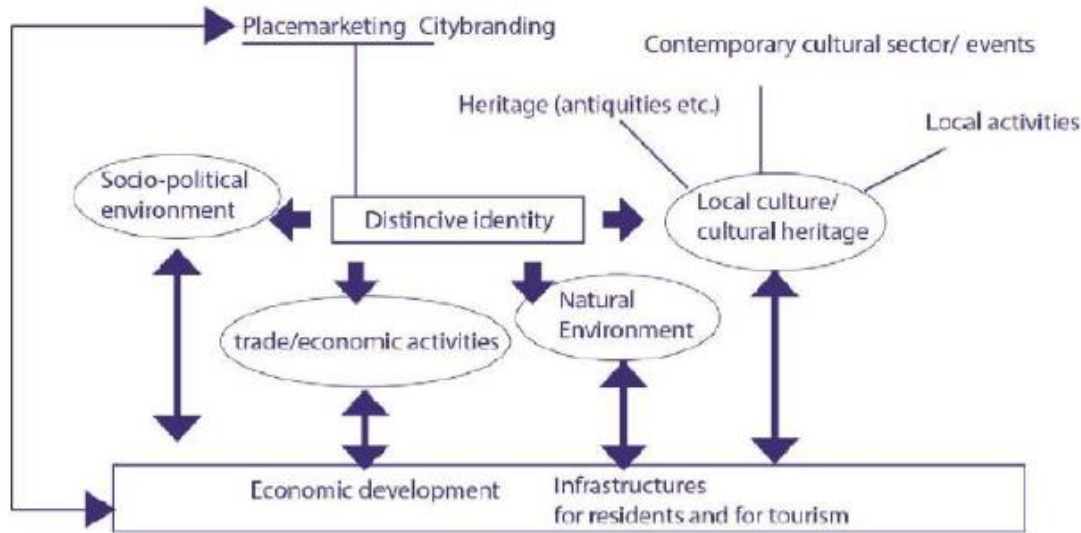 Placemarketing Citybranding
Contemporary cultural sector/ events
Heritage (antiquities etc.)
Local activities
Socio-political
environment
Distincive identity
Local culture/
cultural heritage
trade/economic activities
Natural
Environment
Economic development
Infrastructures
for residents and for tourism